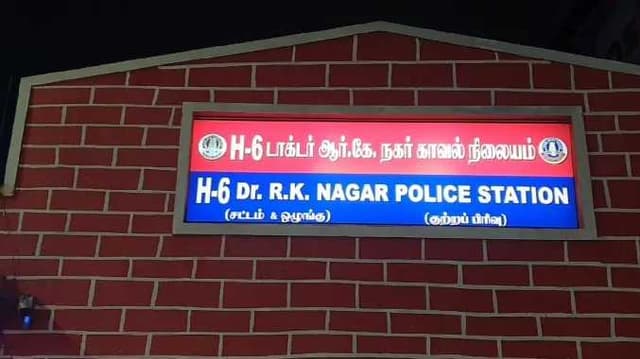 H-6 டாக்டர் ஆர்.கே. நகர் காவல் நிலையம்
H-6 Dr. R.K. NAGAR POLICE STATION
(சட்டம் & ஒழுங்கு) (குற்றப் பிரிவு)